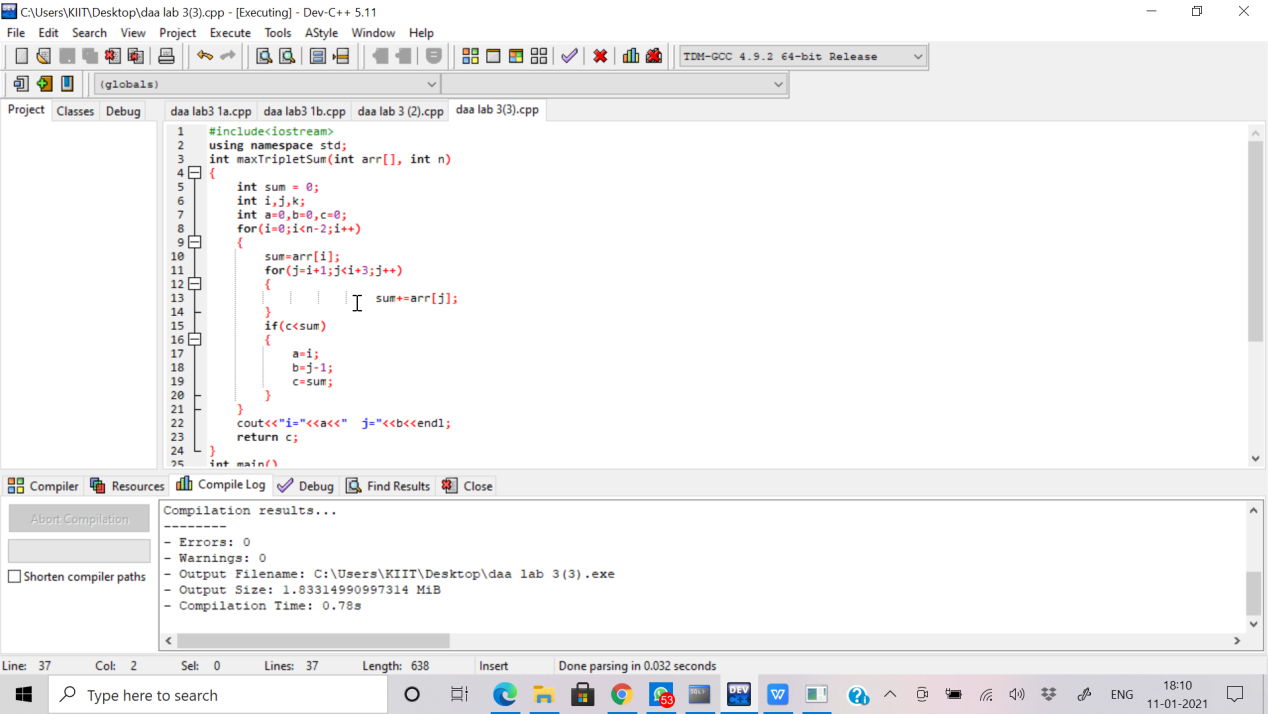 C:\Users\KIIT\Desktop\daa lab 3(3).cpp - [Executing] - Dev-C++ 5.11
File Edit Search View Project Execute Tools AStyle Window Help
TDM-GCC 4.9.2 64-bit Release
(globals)
Project Classes Debug daa lab3 1a.cpp daa lab3 1b.cpp daa lab 3 (2).cpp daa lab 3(3).cpp
1 #include<iostream>
2 using namespace std;
3 int maxTripletSum(int arr[], int n)
4 {
5 int sum = 0;
6 int i,j,k;
7 int a=0,b=0,c=0;
8 for(i=0;i<n-2;i++)
9 {
10 sum=arr[i];
11 for(j=i+1;j<i+3;j++)
12 {
13 sum+=arr[j];
14 }
15 if(c<sum)
16 {
17 a=i;
18 b=j-1;
19 c=sum;
20 }
21 }
22 cout<<"i="<<a<<"  j="<<b<<endl;
23 return c;
24 }
25 int main()
Compiler Resources Compile Log Debug Find Results Close
Abort Compilation
Shorten compiler paths
Compilation results...
--------
- Errors: 0
- Warnings: 0
- Output Filename: C:\Users\KIIT\Desktop\daa lab 3(3).exe
- Output Size: 1.83314990997314 MiB
- Compilation Time: 0.78s
Line: 37 Col: 2 Sel: 0 Lines: 37 Length: 638 Insert Done parsing in 0.032 seconds
Type here to search
53
DEV
ENG
18:10
11-01-2021